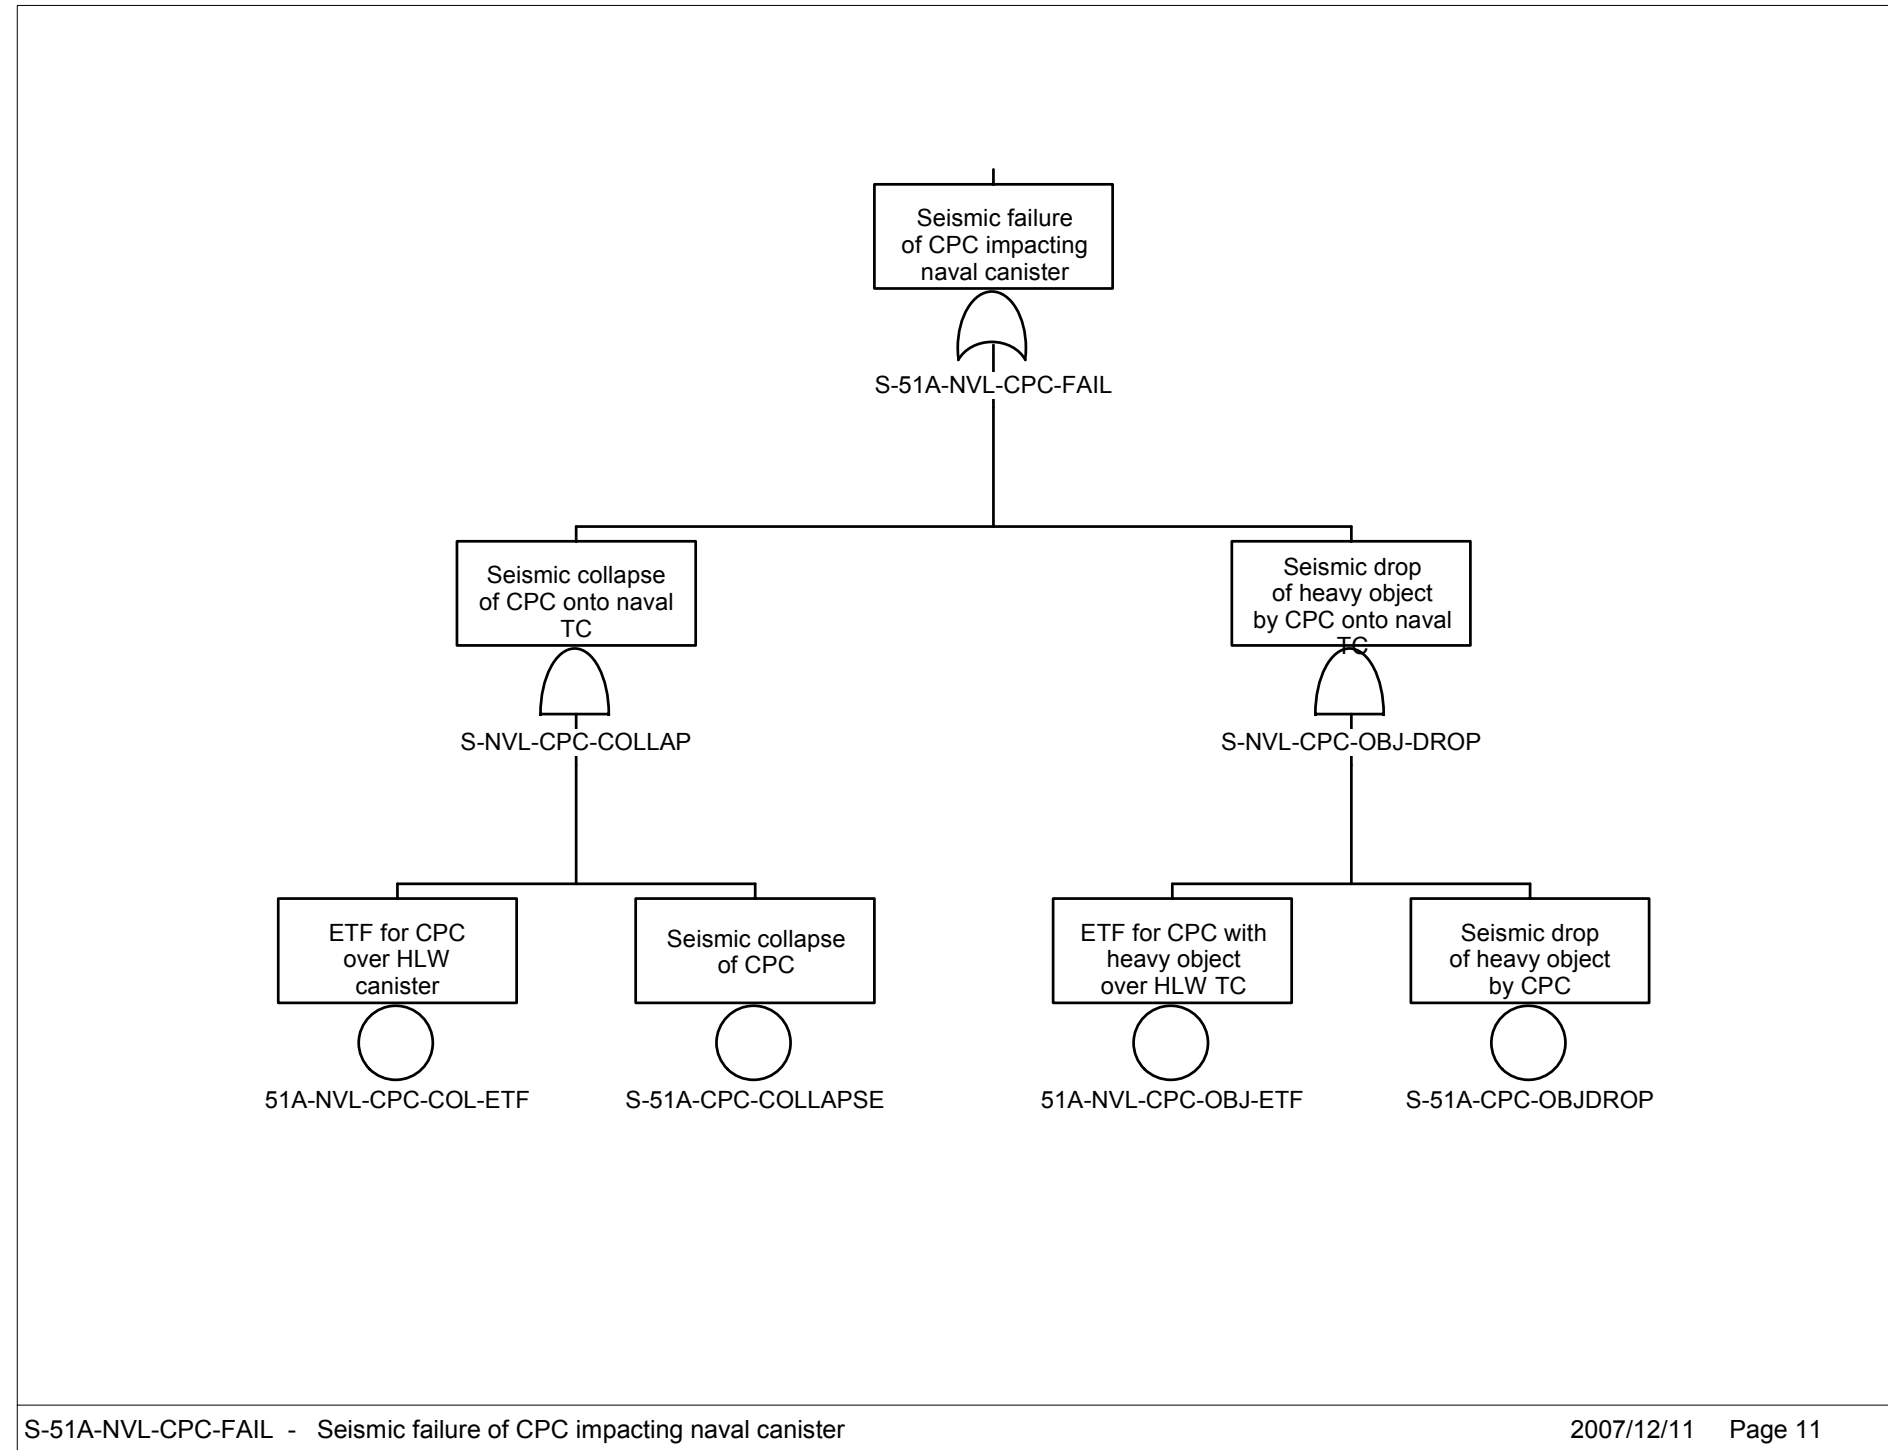 Seismic failure
of CPC impacting
naval canister
S-51A-NVL-CPC-FAIL
Seismic collapse
of CPC onto naval
TC
S-NVL-CPC-COLLAP
Seismic drop
of heavy object
by CPC onto naval
TC
S-NVL-CPC-OBJ-DROP
ETF for CPC
over HLW
canister
51A-NVL-CPC-COL-ETF
Seismic collapse
of CPC
S-51A-CPC-COLLAPSE
ETF for CPC with
heavy object
over HLW TC
51A-NVL-CPC-OBJ-ETF
Seismic drop
of heavy object
by CPC
S-51A-CPC-OBJDROP
S-51A-NVL-CPC-FAIL - Seismic failure of CPC impacting naval canister 2007/12/11 Page 11